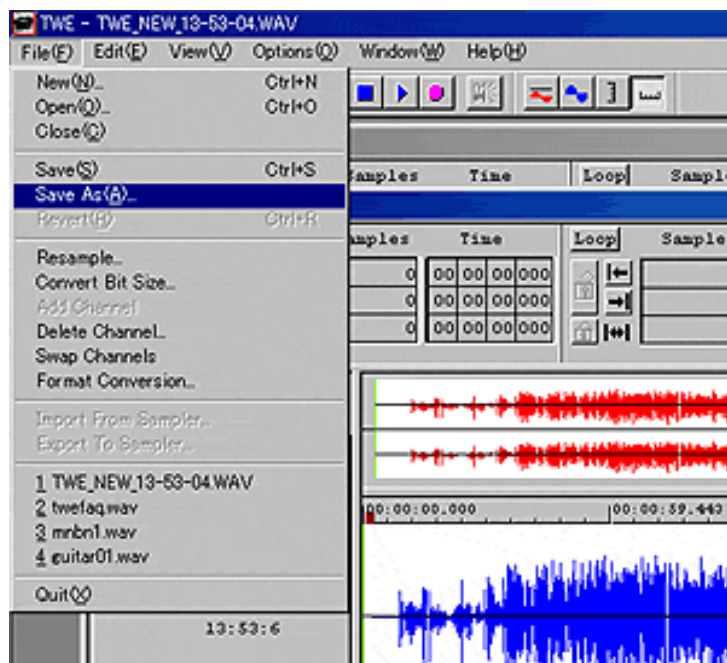 TWE - TWE_NEW_13-53-04.WAV
File(F) Edit(E) View(V) Options(O) Window(W) Help(H)
New(N)... Ctrl+N
Open(O)... Ctrl+O
Close(C)
Save(S) Ctrl+S
Save As(A)...
Revert(R) Ctrl+R
Resample...
Convert Bit Size...
Add Channel
Delete Channel...
Swap Channels
Format Conversion...
Import From Sampler...
Export To Sampler...
1 TWE_NEW_13-53-04.WAV
2 twefaq.wav
3 mnbn1.wav
4 guitar01.wav
Quit(X)
Samples Time Loop Sampl
amples Time Loop Sample
0 00 00 00 000
0 00 00 00 000
0 00 00 00 000
00:00:00.000 00:00:59.443
13:53:6